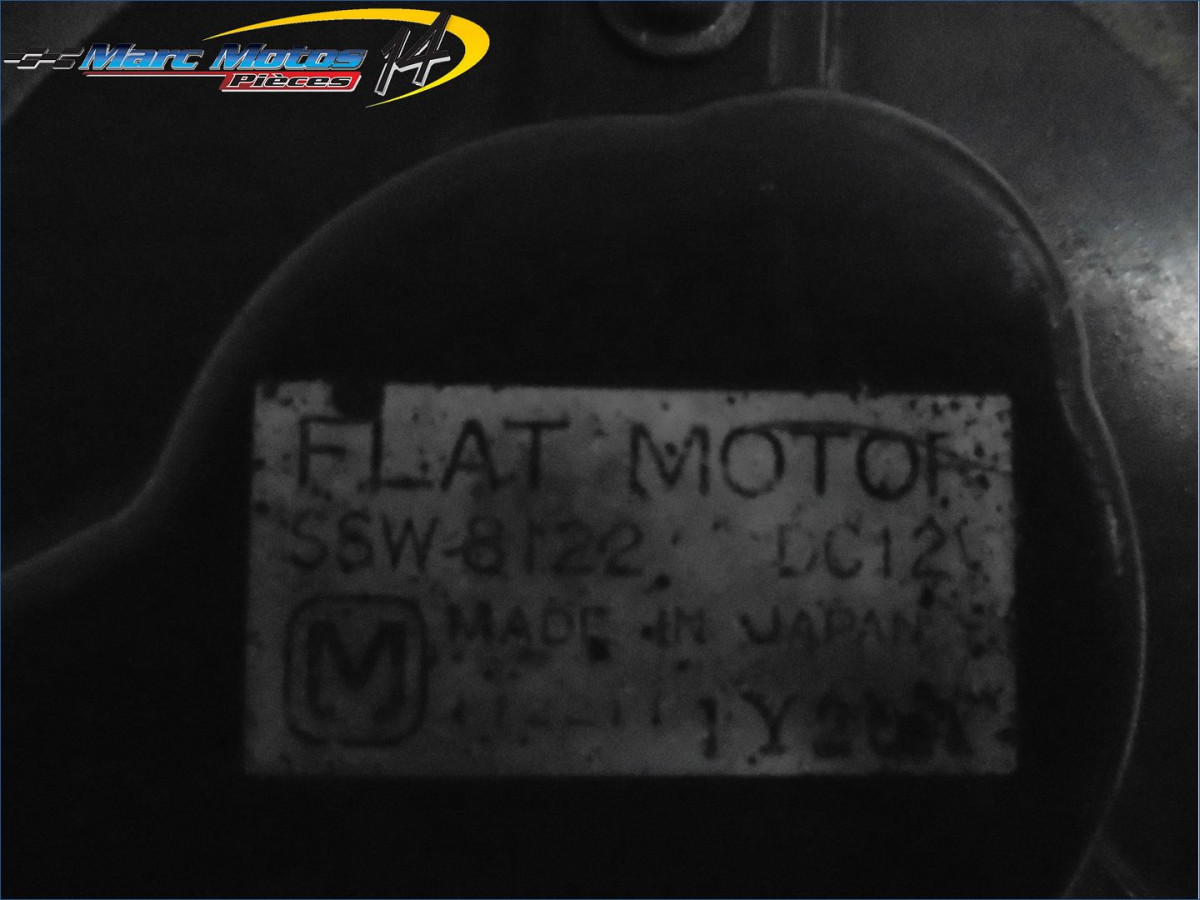 Marc Motos 14
Pièces
FLAT MOTOR
SSW-8122 DC12V
M MADE IN JAPAN